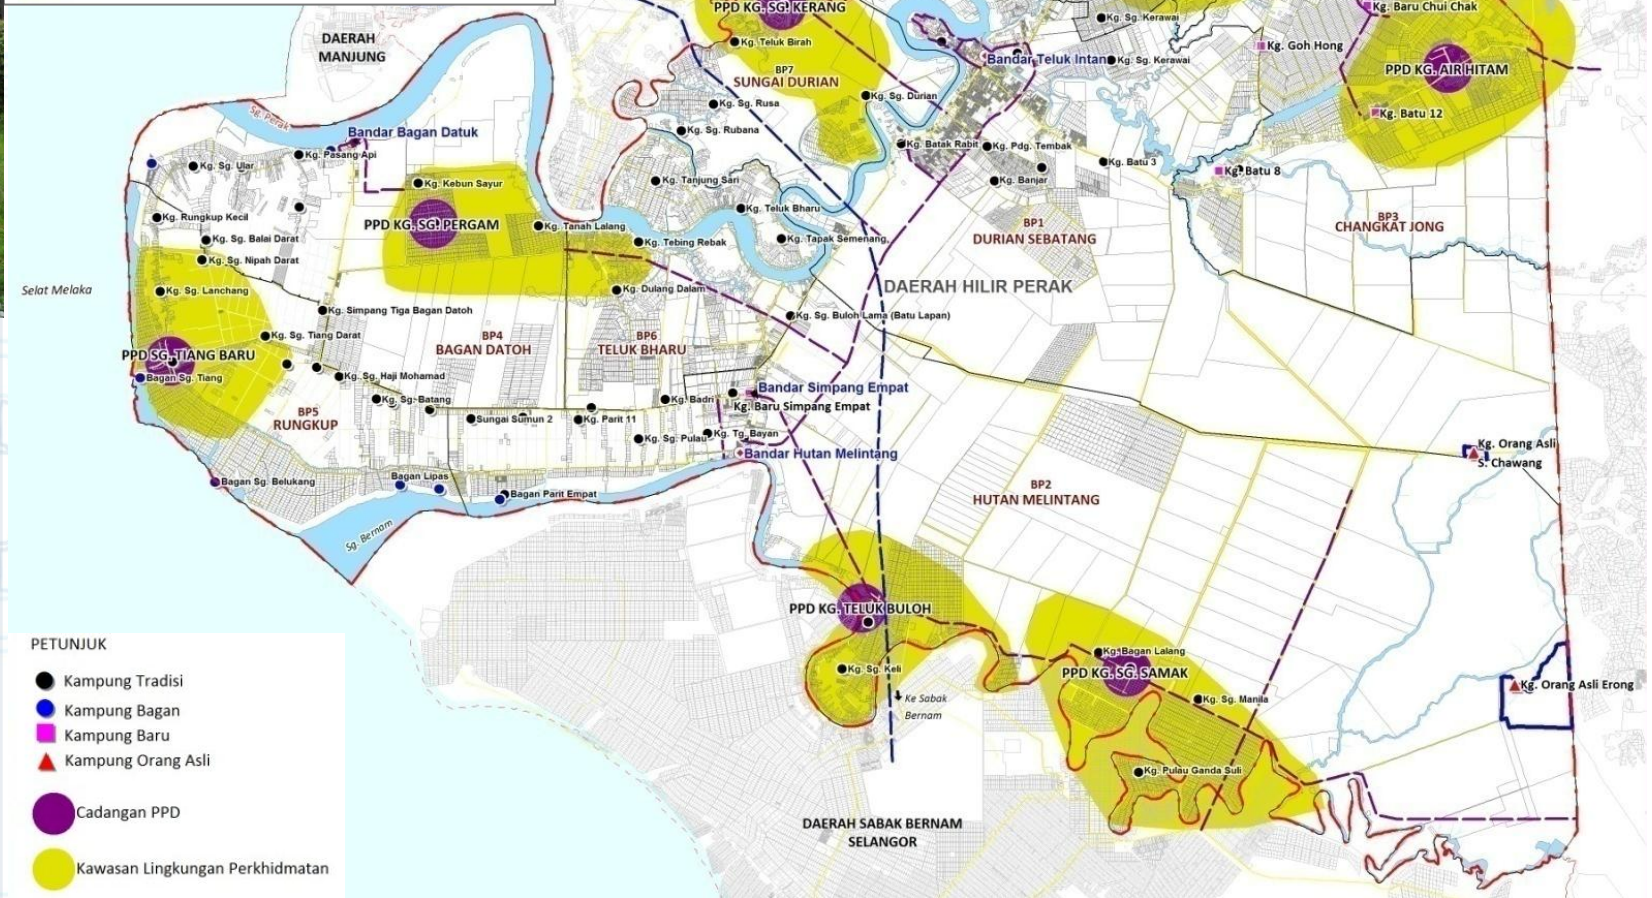 PPD KG. SG. KERANG
Kg. Baru Chui Chak
Kg. Sg. Kerawai
Kg. Teluk Birah
DAERAH
MANJUNG
Kg. Goh Hong
Bandar Teluk Intan
Kg. Sg. Kerawai
BP7
SUNGAI DURIAN
PPD KG. AIR HITAM
Kg. Sg. Durian
Kg. Sg. Rusa
Sg. Perak
Kg. Batu 12
Bandar Bagan Datuk
Kg. Sg. Rubana
Kg. Batak Rabit
Kg. Pdg. Tembak
Kg. Pasang Api
Kg. Sg. Ular
Kg. Batu 3
Kg. Batu 8
Kg. Kebun Sayur
Kg. Tanjung Sari
Kg. Banjar
Kg. Teluk Bharu
Kg. Rungkup Kecil
PPD KG. SG. PERGAM
Kg. Tanah Lalang
BP1
DURIAN SEBATANG
BP3
CHANGKAT JONG
Kg. Sg. Balai Darat
Kg. Tebing Rebak
Kg. Tapak Semenang,
Kg. Sg. Nipah Darat
Selat Melaka
Kg. Sg. Lanchang
Kg. Dulang Dalam
DAERAH HILIR PERAK
Kg. Simpang Tiga Bagan Datoh
Kg. Sg. Buloh Lama (Batu Lapan)
Kg. Sg. Tiang Darat
BP4
BAGAN DATOH
BP6
TELUK BHARU
PPD SG. TIANG BARU
Bagan Sg. Tiang
Kg. Sg. Haji Mohamad
Bandar Simpang Empat
Kg. Sg. Batang
Kg. Badri
Kg. Baru Simpang Empat
BP5
RUNGKUP
Sungai Sumun 2
Kg. Parit 11
Kg. Sg. Pulau
Kg. Tg. Bayan
Bandar Hutan Melintang
Kg. Orang Asli
S. Chawang
Bagan Sg. Belukang
Bagan Lipas
Bagan Parit Empat
BP2
HUTAN MELINTANG
Sg. Bernam
PPD KG. TELUK BULOH
Kg. Bagan Lalang
Kg. Sg. Keli
PPD KG. SG. SAMAK
Kg. Orang Asli Erong
Kg. Sg. Manila
Ke Sabak
Bernam
Kg. Pulau Ganda Suli
DAERAH SABAK BERNAM
SELANGOR
PETUNJUK
Kampung Tradisi
Kampung Bagan
Kampung Baru
Kampung Orang Asli
Cadangan PPD
Kawasan Lingkungan Perkhidmatan